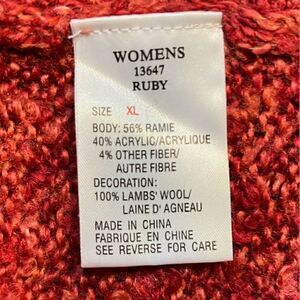 WOMENS
13647
RUBY
SIZE XL
BODY: 56% RAMIE
40% ACRYLIC/ACRYLIQUE
4% OTHER FIBER/
AUTRE FIBRE
DECORATION:
100% LAMBS' WOOL/
LAINE D' AGNEAU
MADE IN CHINA
FABRIQUE EN CHINE
SEE REVERSE FOR CARE